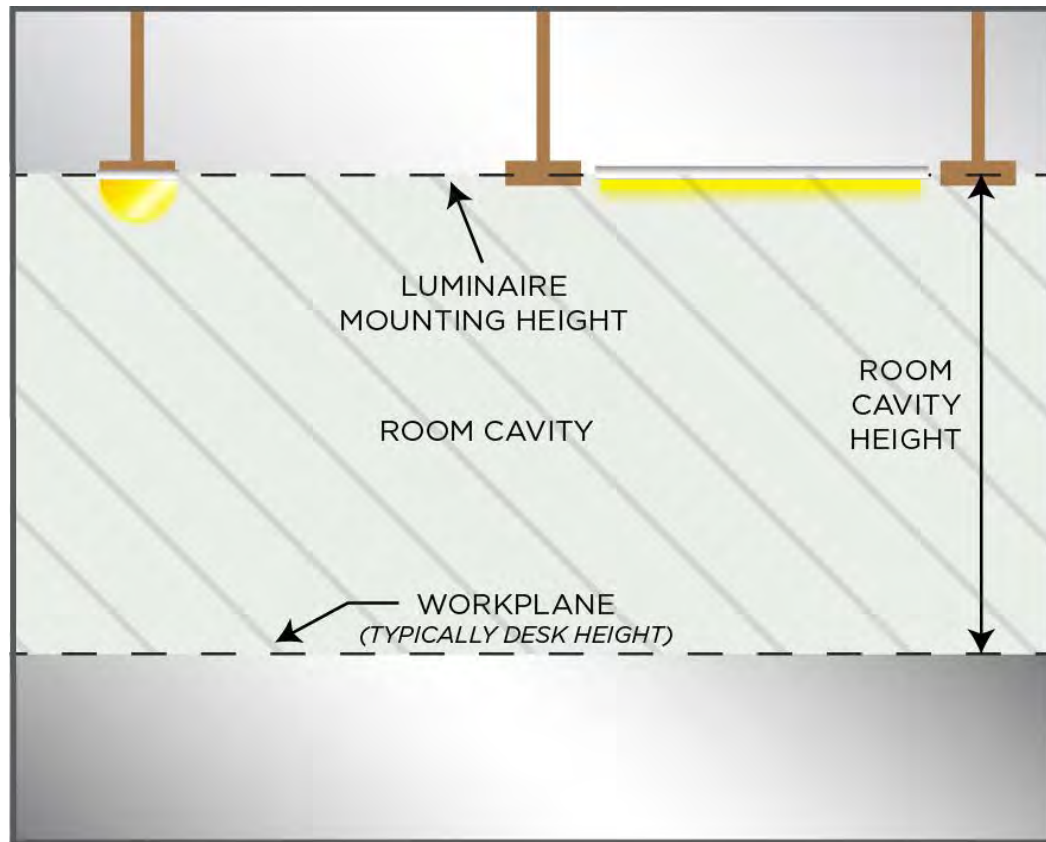 LUMINAIRE
MOUNTING HEIGHT
ROOM
CAVITY
HEIGHT
ROOM CAVITY
WORKPLANE
(TYPICALLY DESK HEIGHT)